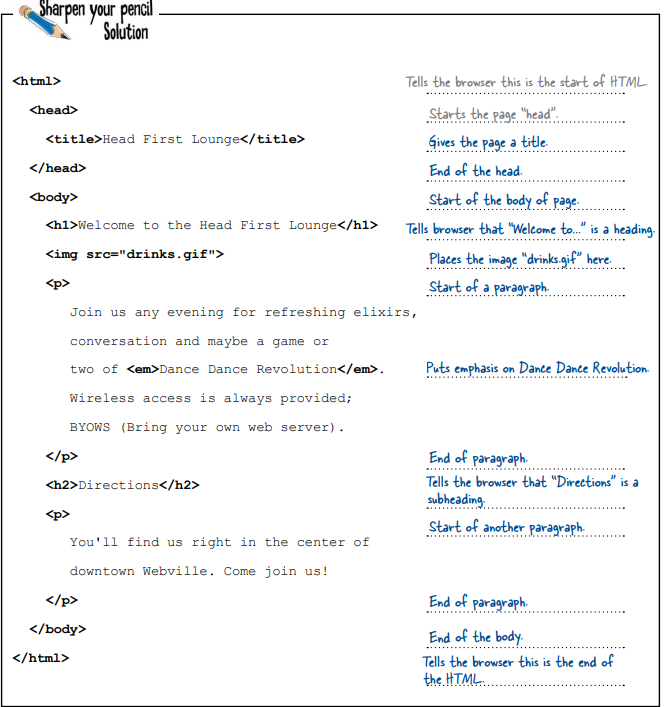 Sharpen your pencil
Solution
<html> Tells the browser this is the start of HTML.
<head> Starts the page "head".
<title>Head First Lounge</title> Gives the page a title.
</head> End of the head.
<body> Start of the body of page.
<h1>Welcome to the Head First Lounge</h1> Tells browser that "Welcome to..." is a heading.
<img src="drinks.gif"> Places the image "drinks.gif" here.
<p> Start of a paragraph.
Join us any evening for refreshing elixirs,
conversation and maybe a game or
two of <em>Dance Dance Revolution</em>. Puts emphasis on Dance Dance Revolution.
Wireless access is always provided;
BYOWS (Bring your own web server).
</p> End of paragraph.
<h2>Directions</h2> Tells the browser that "Directions" is a
subheading.
<p> Start of another paragraph.
You'll find us right in the center of
downtown Webville. Come join us!
</p> End of paragraph.
</body> End of the body.
</html> Tells the browser this is the end of
the HTML.